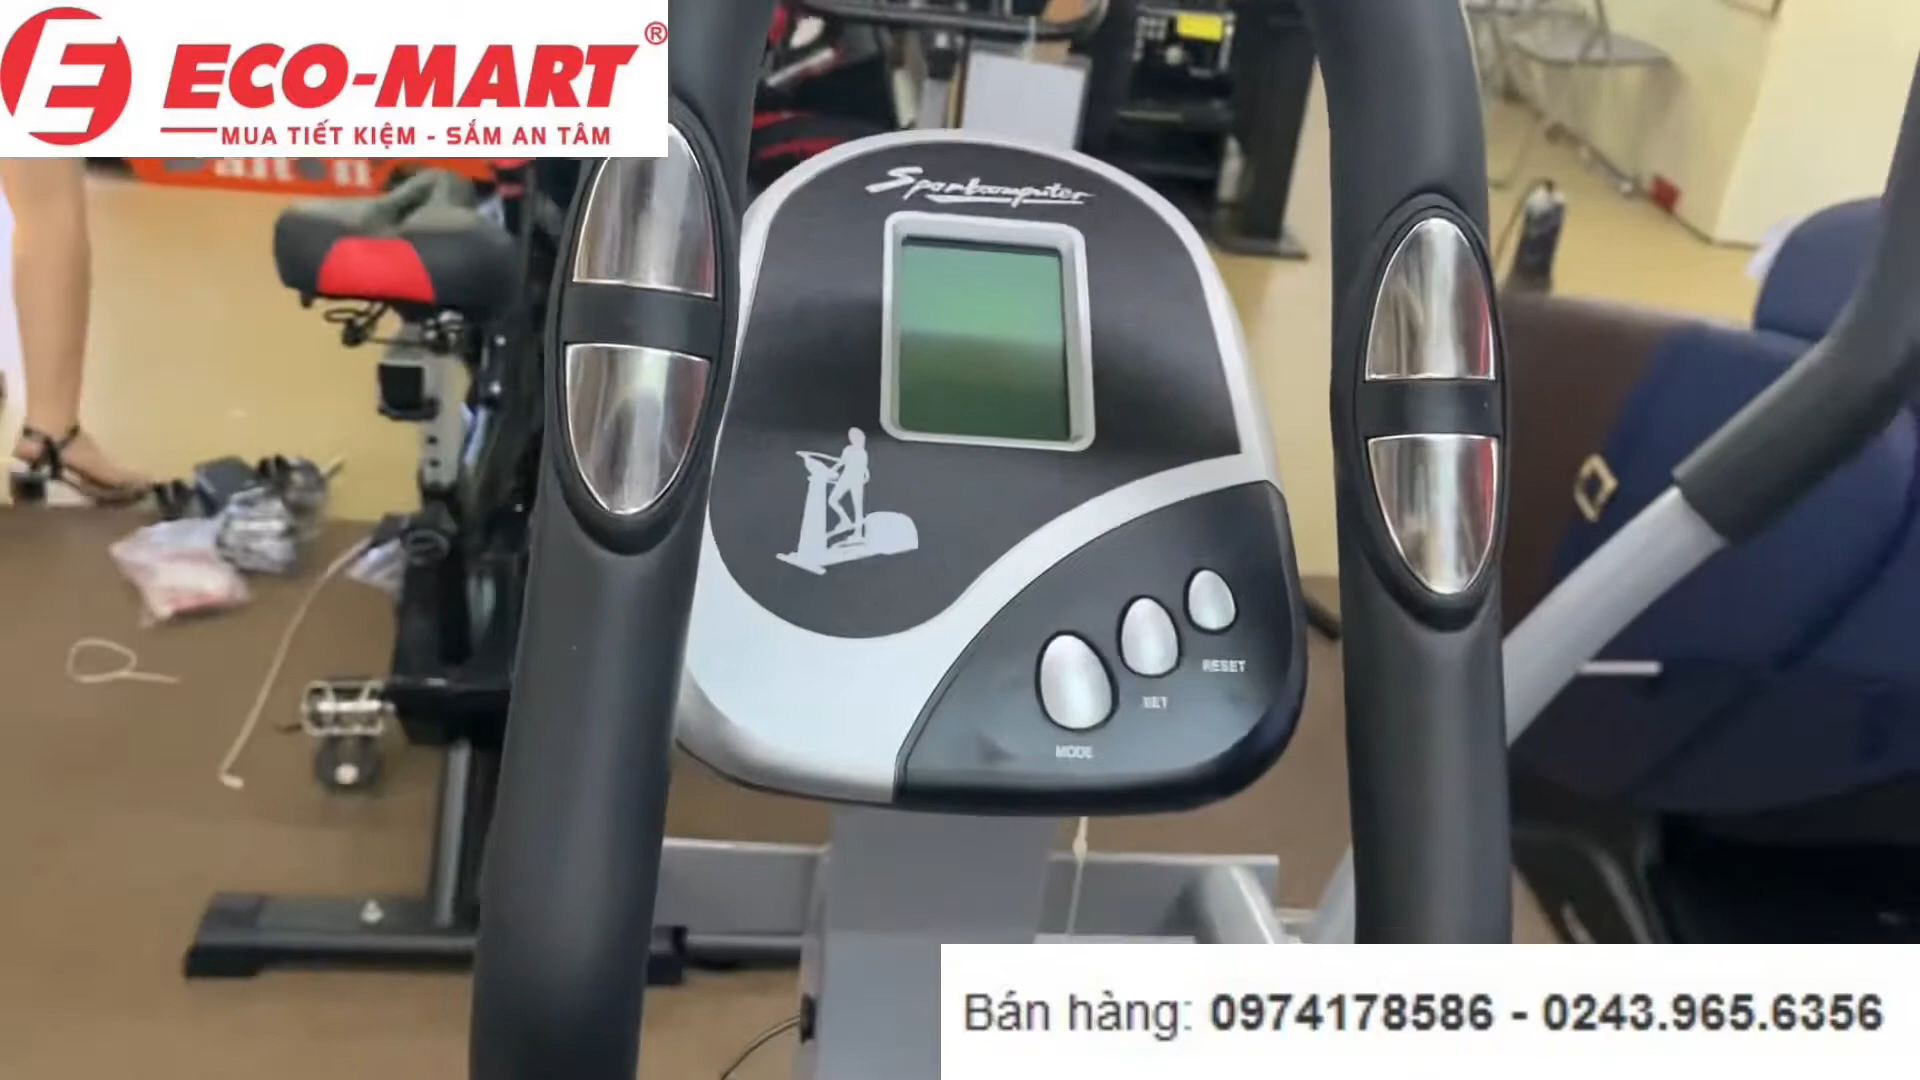 ECO-MART®
MUA TIẾT KIỆM - SẮM AN TÂM
Sportcomputer
RESET
SET
MODE
Bán hàng: 0974178586 - 0243.965.6356